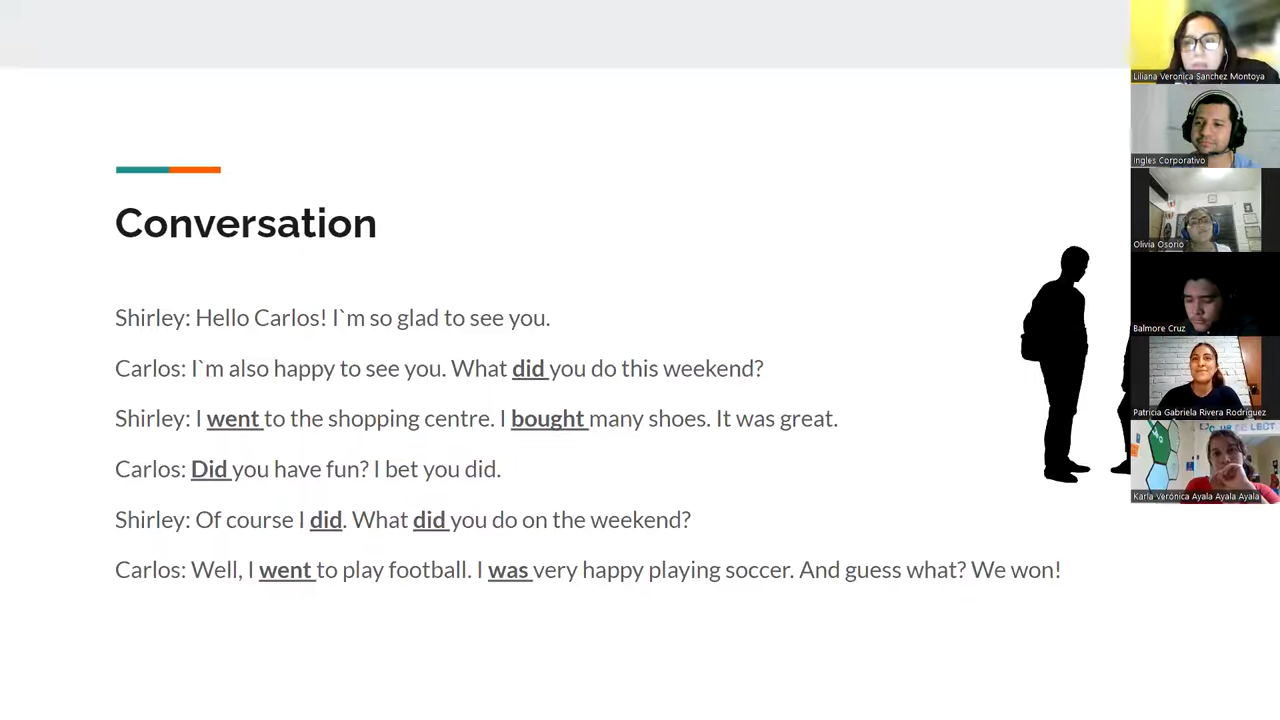 Conversation
Shirley: Hello Carlos! I`m so glad to see you.
Carlos: I`m also happy to see you. What did you do this weekend?
Shirley: I went to the shopping centre. I bought many shoes. It was great.
Carlos: Did you have fun? I bet you did.
Shirley: Of course I did. What did you do on the weekend?
Carlos: Well, I went to play football. I was very happy playing soccer. And guess what? We won!
Liliana Veronica Sanchez Montoya
Ingles Corporativo
Olivia Osorio
Balmore Cruz
Patricia Gabriela Rivera Rodríguez
Karla Verónica Ayala Ayala Ayala